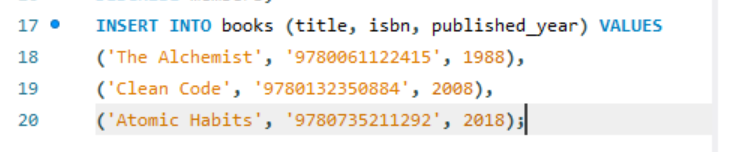 17 INSERT INTO books (title, isbn, published_year) VALUES
18 ('The Alchemist', '9780061122415', 1988),
19 ('Clean Code', '9780132350884', 2008),
20 ('Atomic Habits', '9780735211292', 2018);